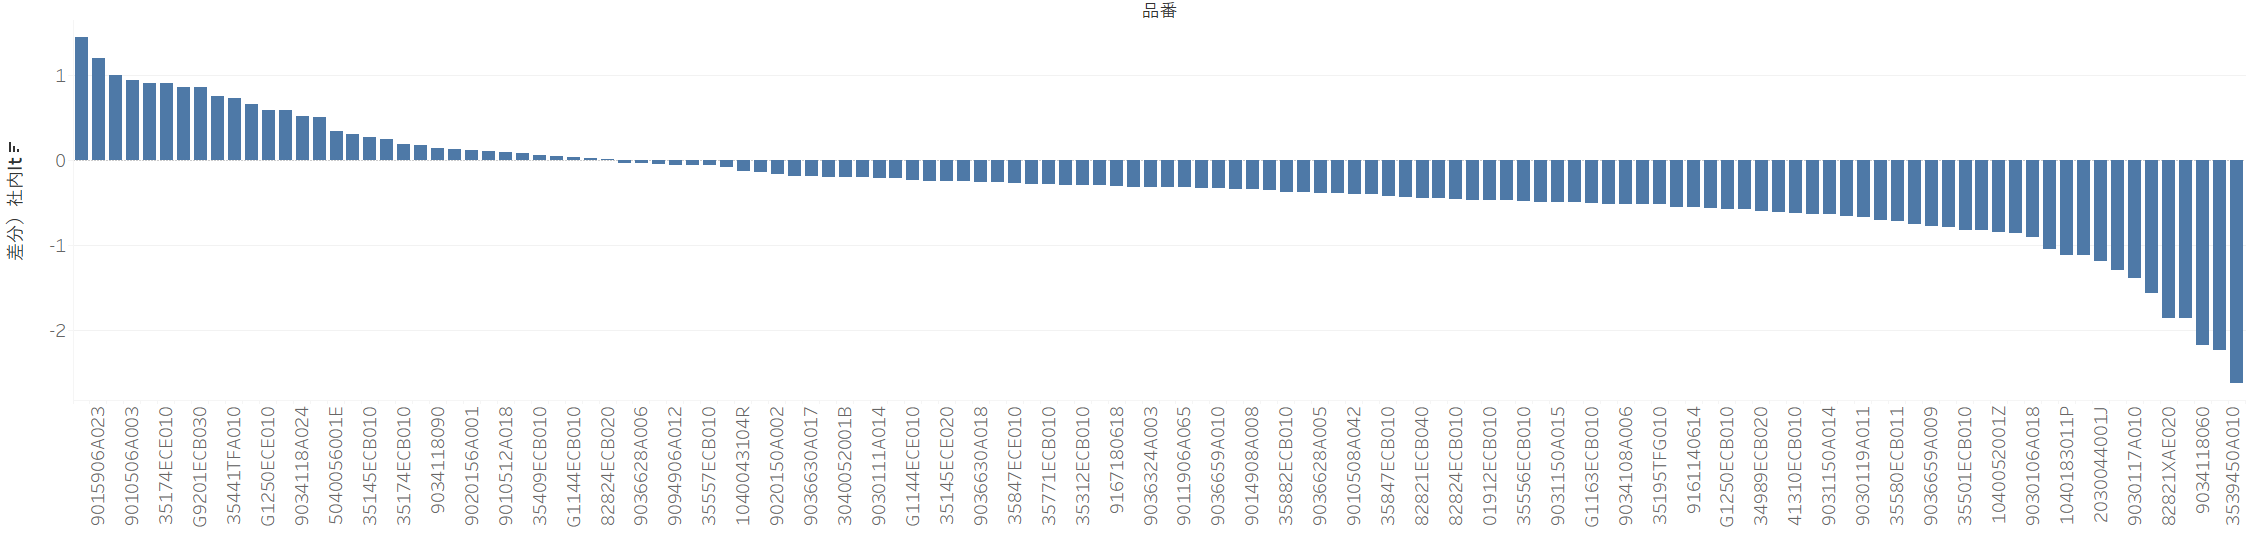 品番
差分）社内lt
1
0
-1
-2
9015906A023
9010506A003
35174ECE010
G9201ECB030
35441TFA010
G1250ECE010
9034118A024
5040056001E
35145ECB010
35174ECB010
9034118090
9020156A001
9010512A018
35409ECB010
G1144ECB010
82824ECB020
9036628A006
9094906A012
35557ECB010
1040043104R
9020150A002
9036630A017
3040052001B
9030111A014
G1144ECE010
35145ECE020
9036630A018
35847ECE010
35771ECB010
35312ECB010
9167180618
9036324A003
9011906A065
9036659A010
9014908A008
35882ECB010
9036628A005
9010508A042
35847ECB010
82821ECB040
82824ECB010
01912ECB010
35556ECB010
9031150A015
G1163ECB010
9034108A006
35195TFG010
9161140614
G1250ECB010
34989ECB020
41310ECB010
9031150A014
9030119A011
35580ECB011
9036659A009
35501ECB010
1040052001Z
9030106A018
1040183011P
2030044001J
9030117A010
82821XAE020
9034118060
3539450A010